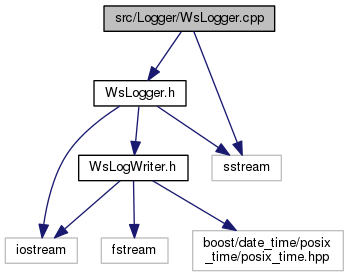 src/Logger/WsLogger.cpp
WsLogger.h
WsLogWriter.h
sstream
iostream
fstream
boost/date_time/posix
_time/posix_time.hpp